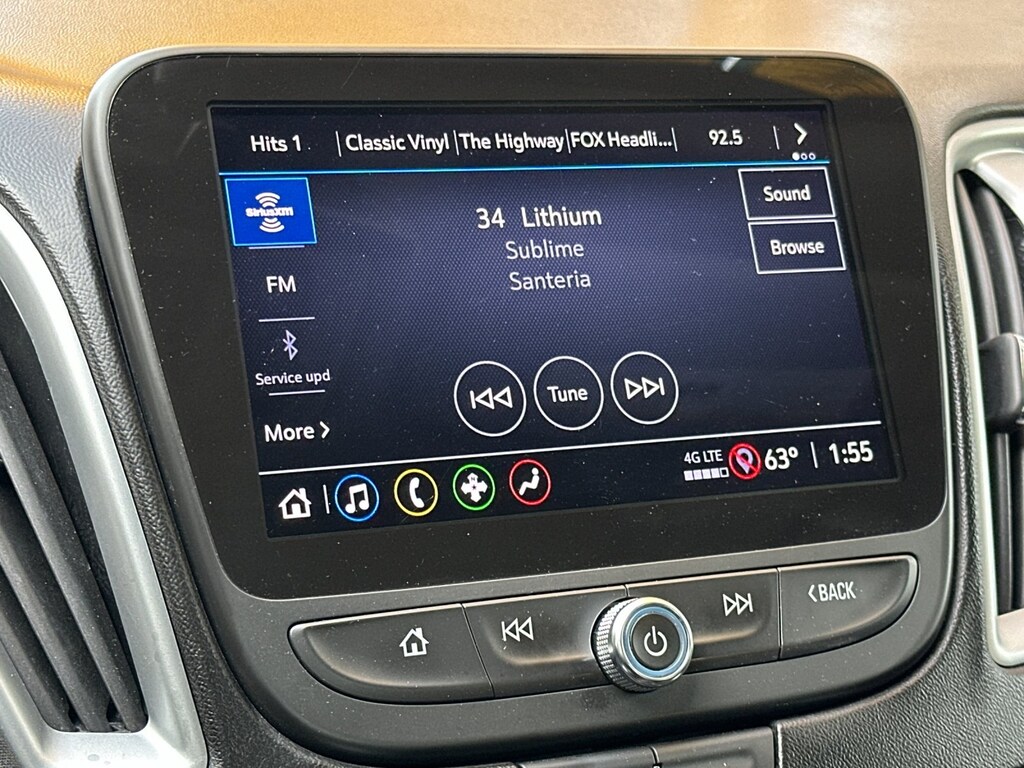 Hits 1 Classic Vinyl The Highway FOX Headli... 92.5
SiriusXM
34 Lithium
Sublime
Santeria
Sound
Browse
FM
Service upd
More
Tune
4G LTE
63° 1:55
BACK